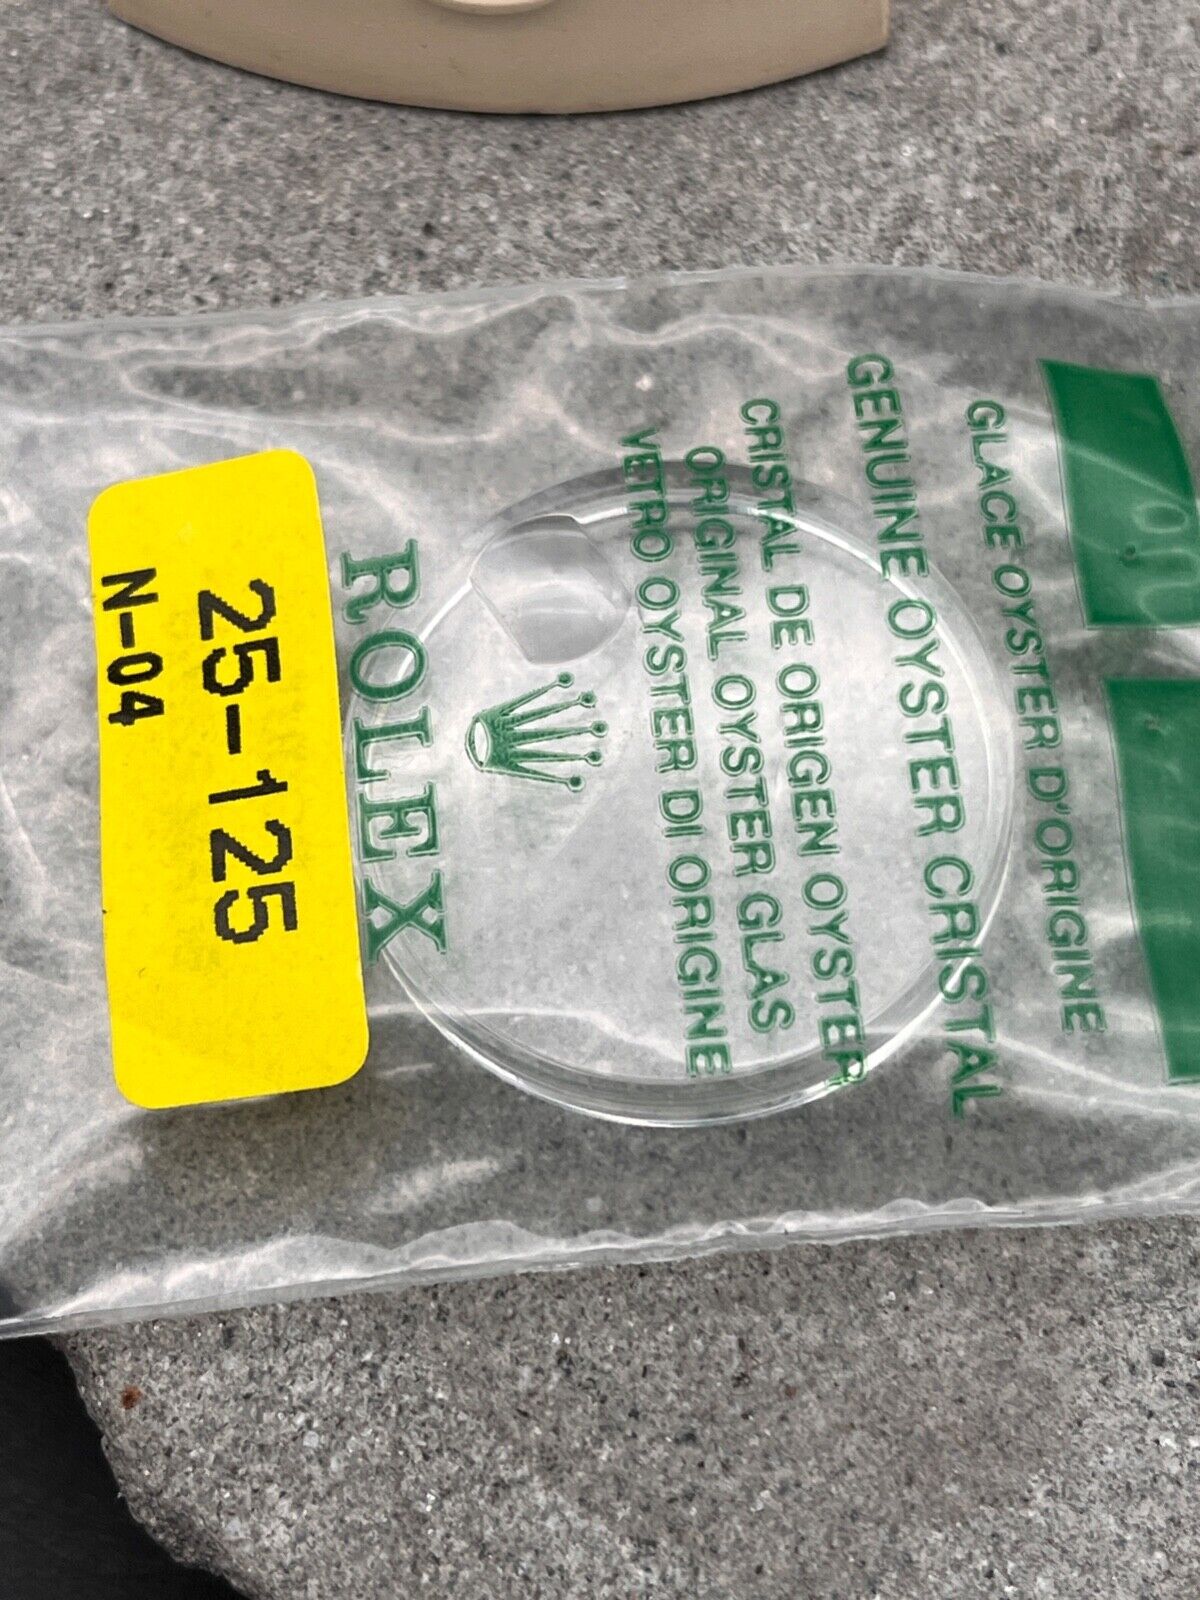 GLACE OYSTER D'ORIGINE
GENUINE OYSTER CRISTAL
CRISTAL DE ORIGEN OYSTER
ORIGINAL OYSTER GLAS
VETRO OYSTER DI ORIGINE
ROLEX
25-125
N-04